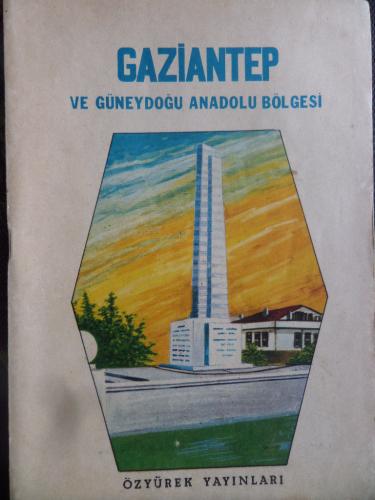 GAZİANTEP
VE GÜNEYDOĞU ANADOLU BÖLGESİ
ÖZYÜREK YAYINLARI